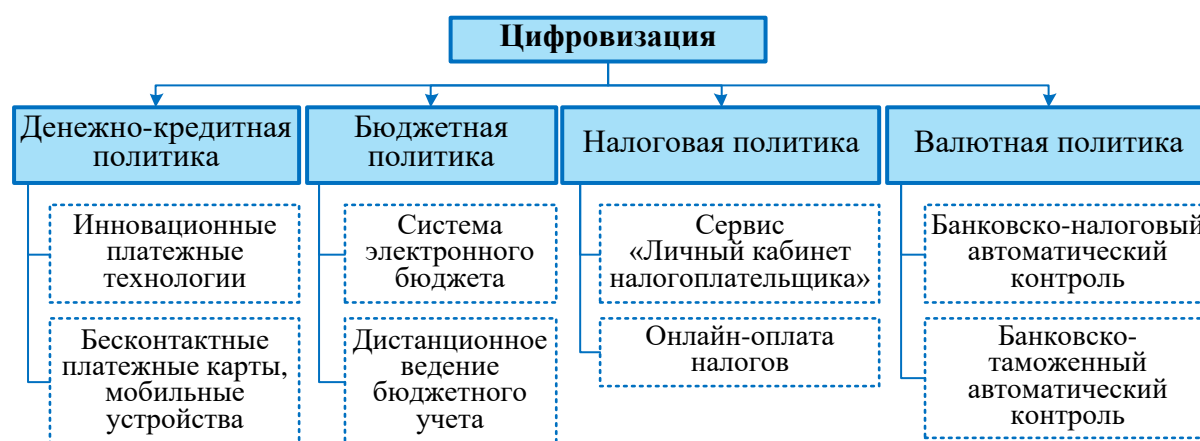 Цифровизация
Денежно-кредитная
политика
Бюджетная
политика
Налоговая политика
Валютная политика
Инновационные
платежные
технологии
Система
электронного
бюджета
Сервис
«Личный кабинет
налогоплательщика»
Банковско-налоговый
автоматический
контроль
Бесконтактные
платежные карты,
мобильные
устройства
Дистанционное
ведение
бюджетного
учета
Онлайн-оплата
налогов
Банковско-
таможенный
автоматический
контроль